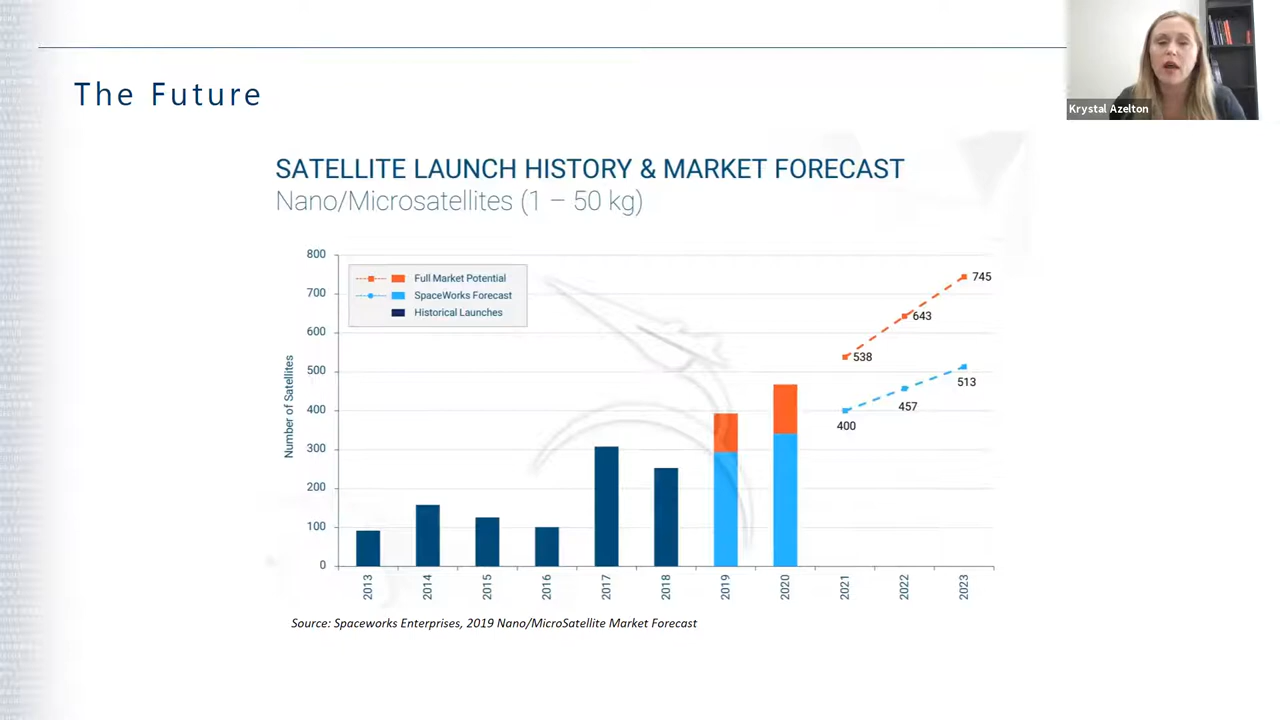 Krystal Azelton
The Future
SATELLITE LAUNCH HISTORY & MARKET FORECAST
Nano/Microsatellites (1 – 50 kg)
Number of Satellites
800
700
600
500
400
300
200
100
0
Full Market Potential
SpaceWorks Forecast
Historical Launches
745
643
538
513
457
400
2013
2014
2015
2016
2017
2018
2019
2020
2021
2022
2023
Source: Spaceworks Enterprises, 2019 Nano/MicroSatellite Market Forecast